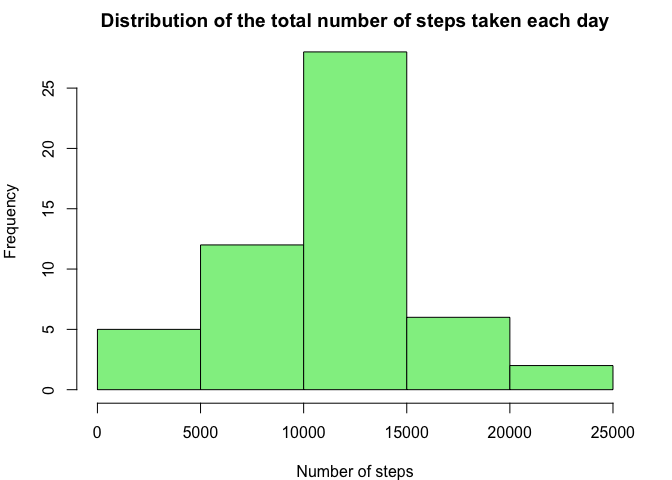 Distribution of the total number of steps taken each day
Frequency
25
20
15
10
5
0
0 5000 10000 15000 20000 25000
Number of steps